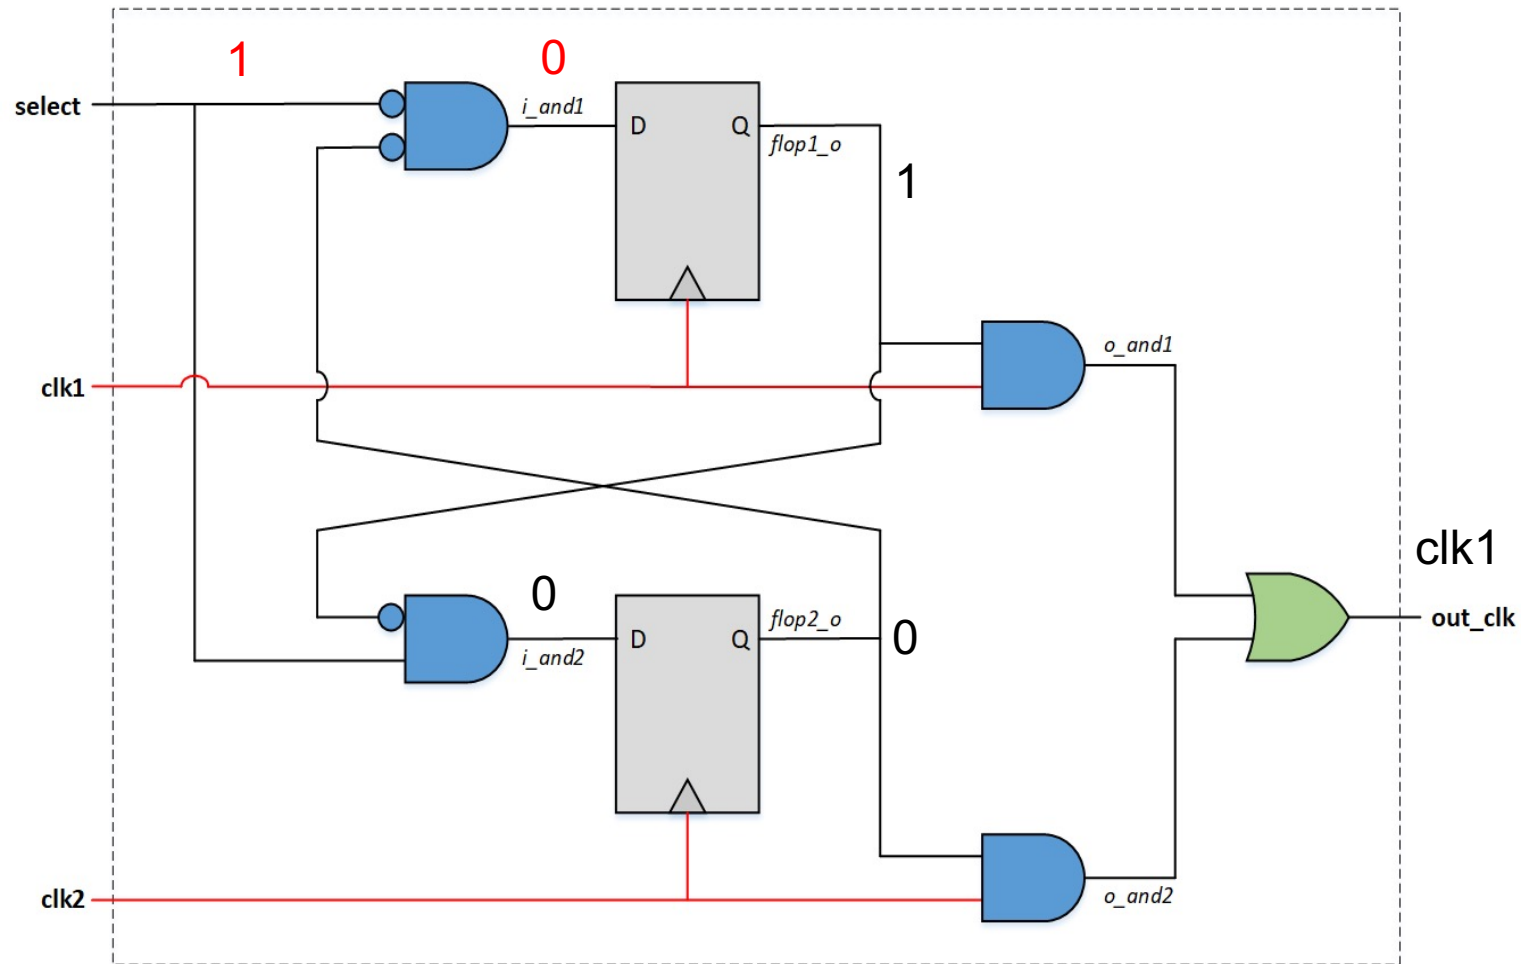 1
0
select
i_and1
D
Q
flop1_o
1
o_and1
clk1
clk1
0
flop2_o
out_clk
D
Q
0
i_and2
clk2
o_and2